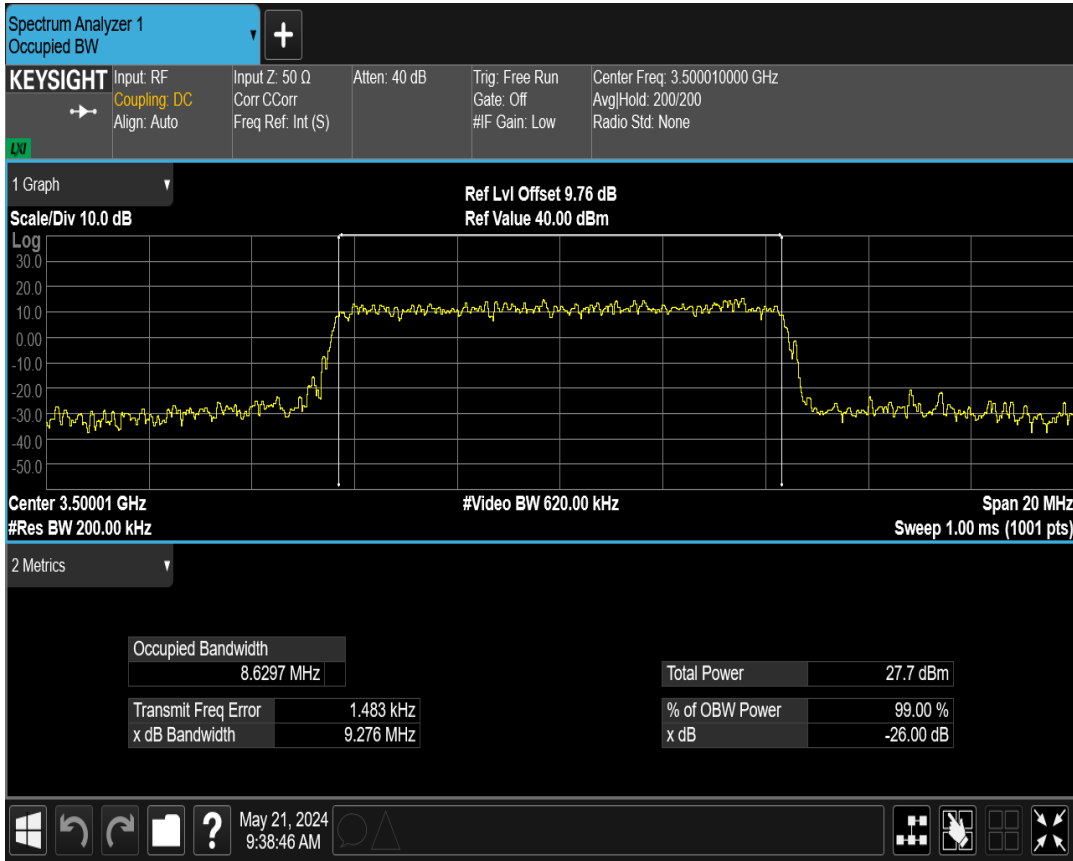 Spectrum Analyzer 1
Occupied BW
KEYSIGHT
LXI
Input: RF
Coupling: DC
Align: Auto
Input Z: 50 Ω
Corr CCorr
Freq Ref: Int (S)
Atten: 40 dB
Trig: Free Run
Gate: Off
#IF Gain: Low
Center Freq: 3.500010000 GHz
Avg|Hold: 200/200
Radio Std: None
1 Graph
Scale/Div 10.0 dB
Ref Lvl Offset 9.76 dB
Ref Value 40.00 dBm
Log
30.0
20.0
10.0
0.00
-10.0
-20.0
-30.0
-40.0
-50.0
Center 3.50001 GHz
#Video BW 620.00 kHz
Span 20 MHz
#Res BW 200.00 kHz
Sweep 1.00 ms (1001 pts)
2 Metrics
Occupied Bandwidth
8.6297 MHz
Total Power 27.7 dBm
Transmit Freq Error 1.483 kHz
% of OBW Power 99.00 %
x dB Bandwidth 9.276 MHz
x dB -26.00 dB
?
May 21, 2024
9:38:46 AM